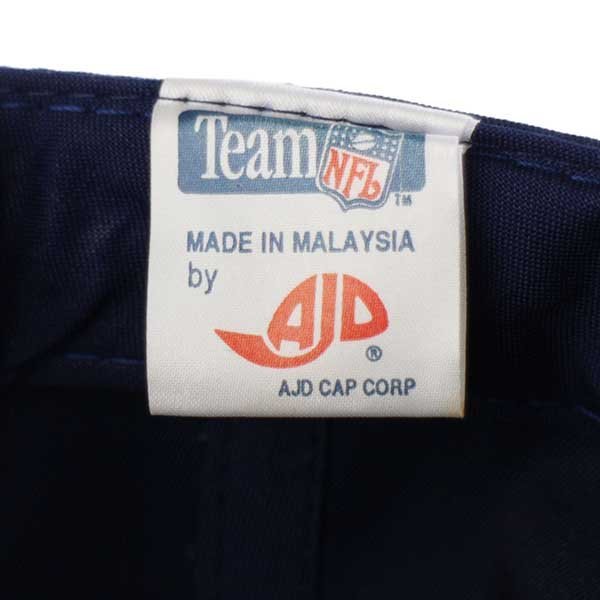 Team NFL TM
MADE IN MALAYSIA
by AJD ®
AJD CAP CORP